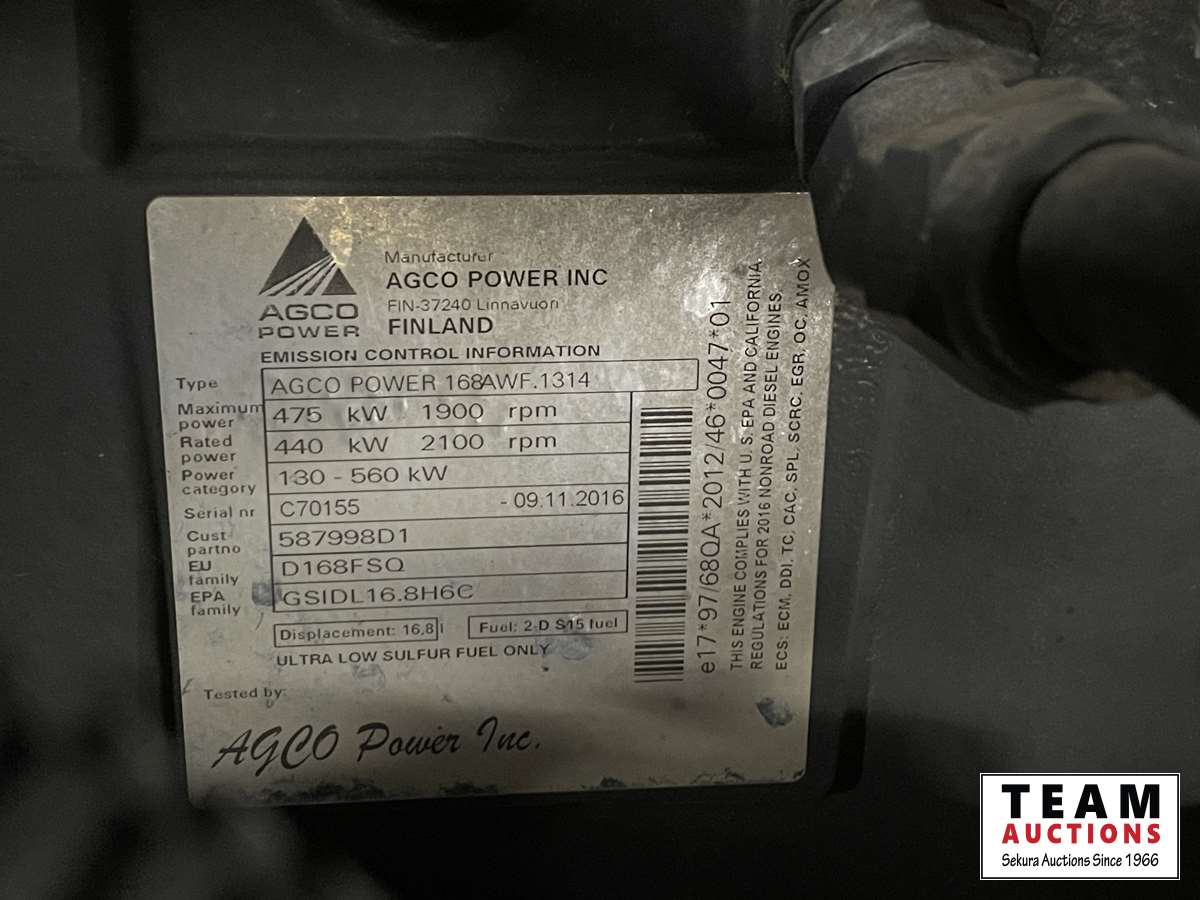 AGCO
POWER
Manufacturer
AGCO POWER INC
FIN-37240 Linnavuori
FINLAND
EMISSION CONTROL INFORMATION
Type AGCO POWER 168AWF.1314
Maximum power 475 kW 1900 rpm
Rated power 440 kW 2100 rpm
Power category 130 - 560 kW
Serial nr C70155 - 09.11.2016
Cust partno 587998D1
EU family D168FSQ
EPA family GSIDL16.8H6C
Displacement: 16,8 l Fuel: 2-D S15 fuel
ULTRA LOW SULFUR FUEL ONLY
Tested by:
AGCO Power Inc.
e17*97/68QA*2012/46*0047*01
THIS ENGINE COMPLIES WITH U.S. EPA AND CALIFORNIA
REGULATIONS FOR 2016 NONROAD DIESEL ENGINES
ECS: ECM, DDI, TC, CAC, SPL, SCRC, EGR, OC, AMOX
TEAM
AUCTIONS
Sekura Auctions Since 1966